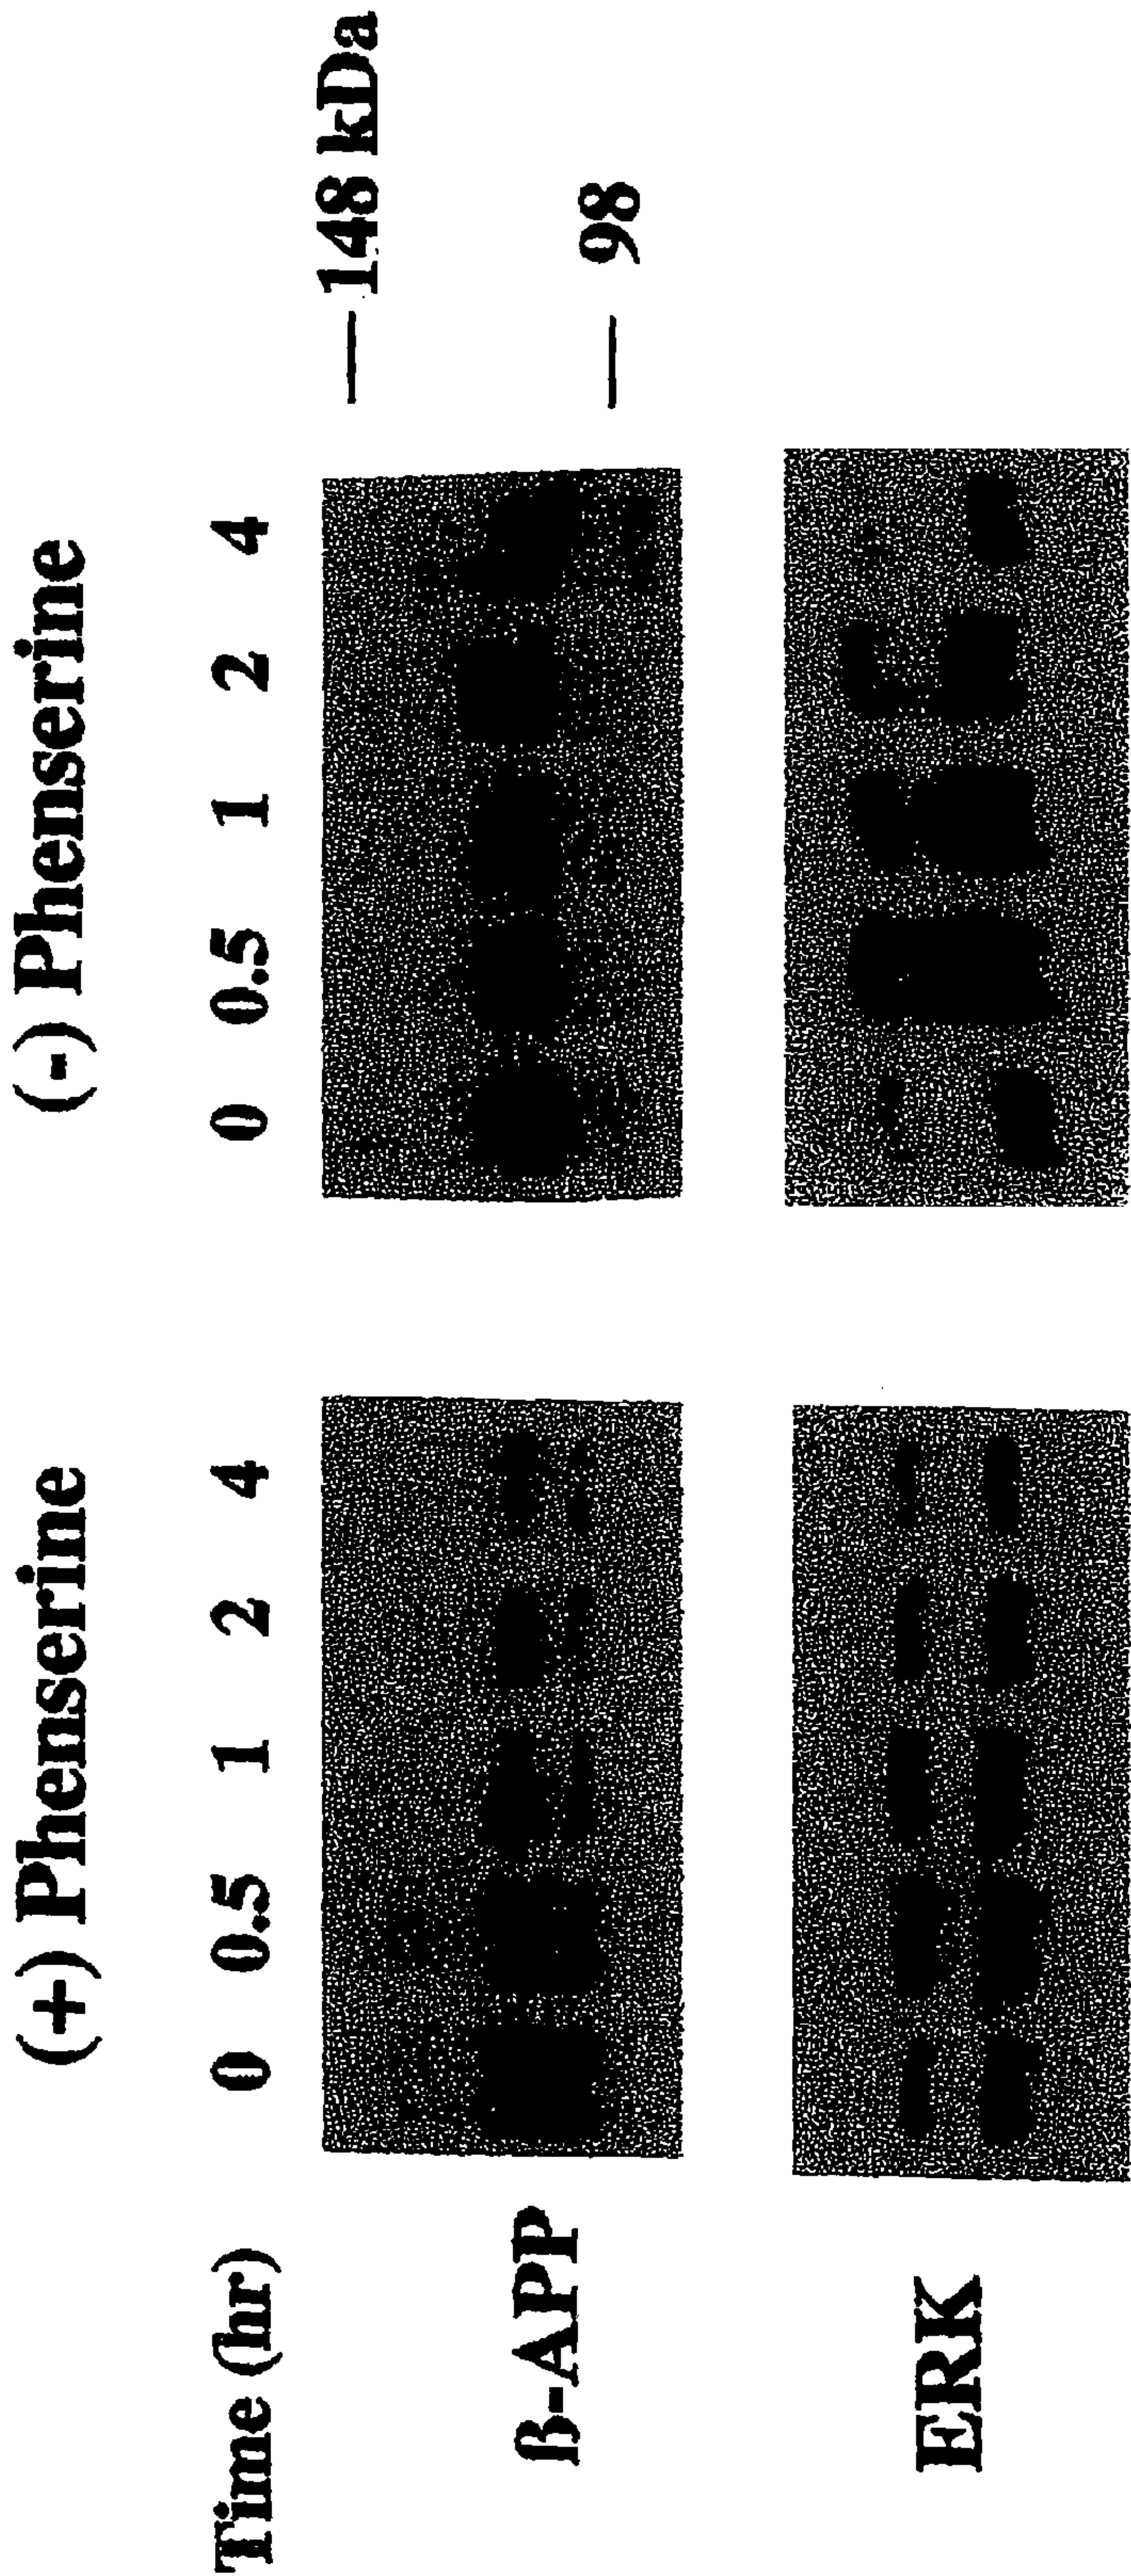 (+) Phenserine (-) Phenserine
Time (hr) 0 0.5 1 2 4 0 0.5 1 2 4
148 kDa
ß-APP
98
ERK